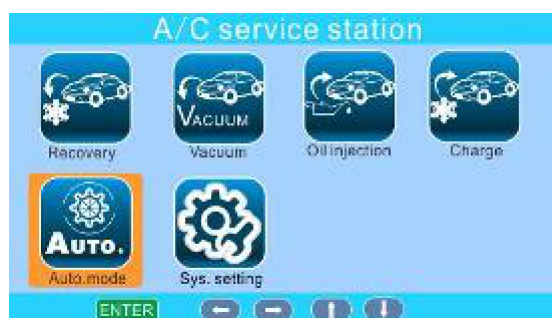 A/C service station
VACUUM
Recovery
Vacuum
Oil injection
Charge
AUTO.
Auto.mode
Sys. setting
ENTER